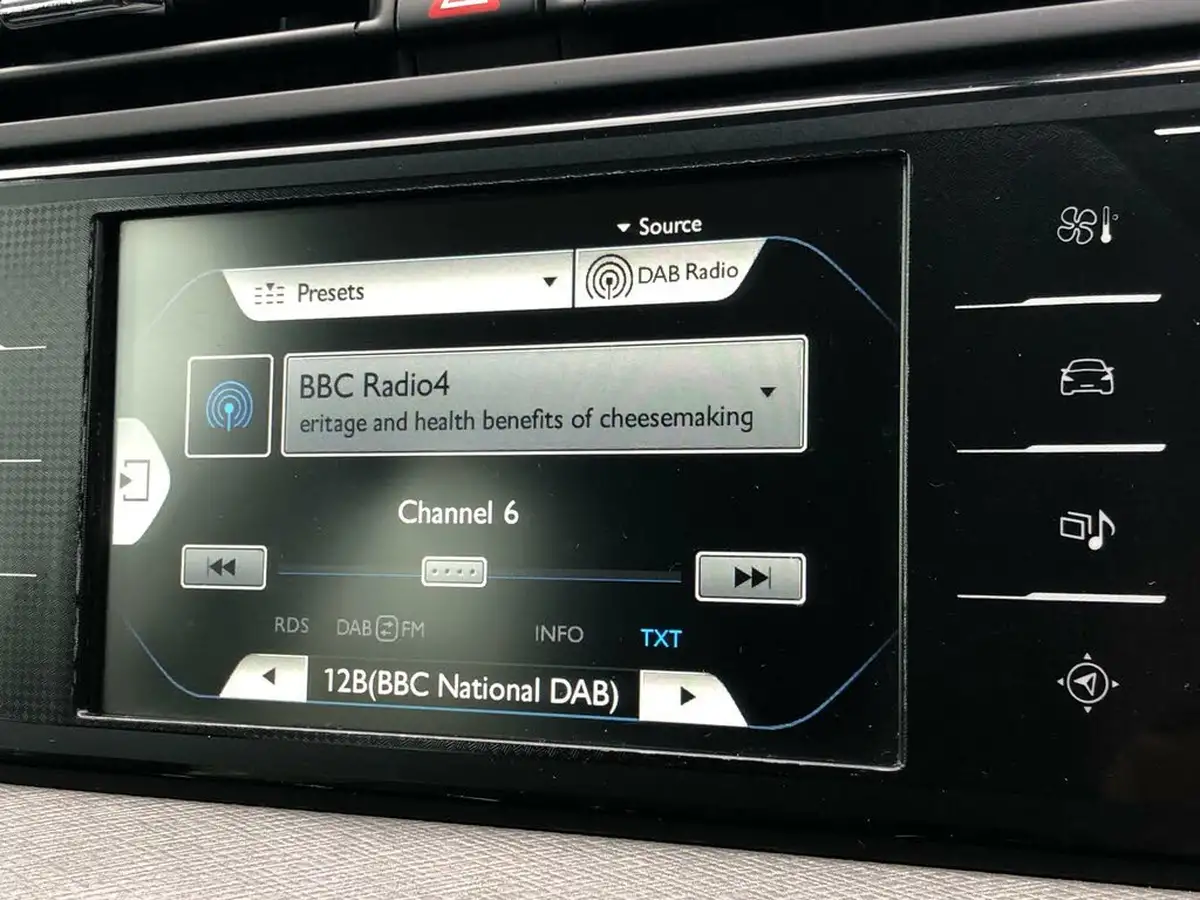 Source
Presets
DAB Radio
BBC Radio4
eritage and health benefits of cheesemaking
Channel 6
RDS DAB FM INFO TXT
12B(BBC National DAB)